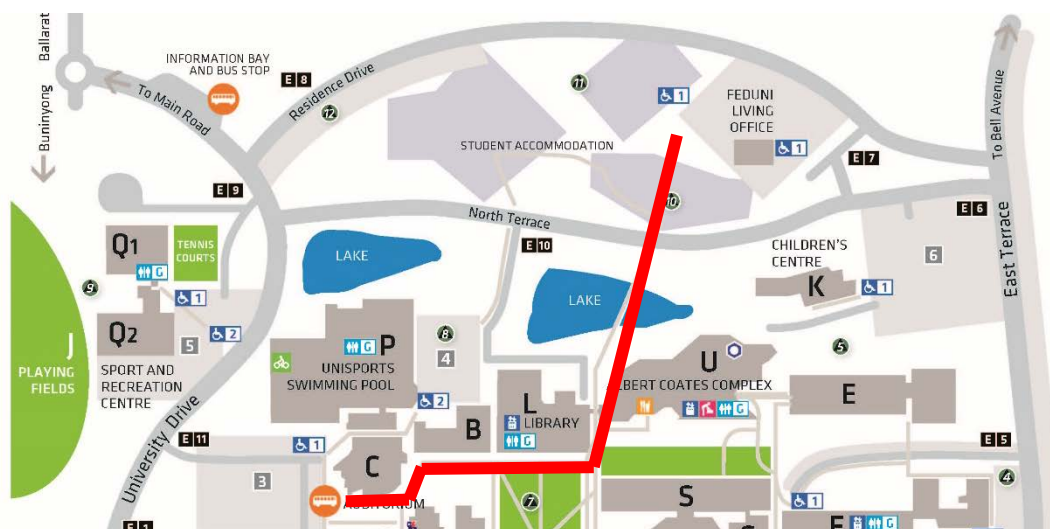 Ballarat
Buninyong
INFORMATION BAY
AND BUS STOP
To Main Road
E 8
Residence Drive
12
11
1
FEDUNI
LIVING
OFFICE
1
STUDENT ACCOMMODATION
10
E 7
To Bell Avenue
E 9
North Terrace
E 6
East Terrace
Q1
TENNIS
COURTS
G
9
1
LAKE
E 10
LAKE
CHILDREN'S
CENTRE
K
1
6
J
PLAYING
FIELDS
Q2
2
5
SPORT AND
RECREATION
CENTRE
G
P
UNISPORTS
SWIMMING POOL
8
4
2
U
LBERT COATES COMPLEX
G
5
E
L
LIBRARY
G
B
University Drive
E 11
1
3
C
AUDITORIUM
7
S
E 5
4
1
F
G
E 1